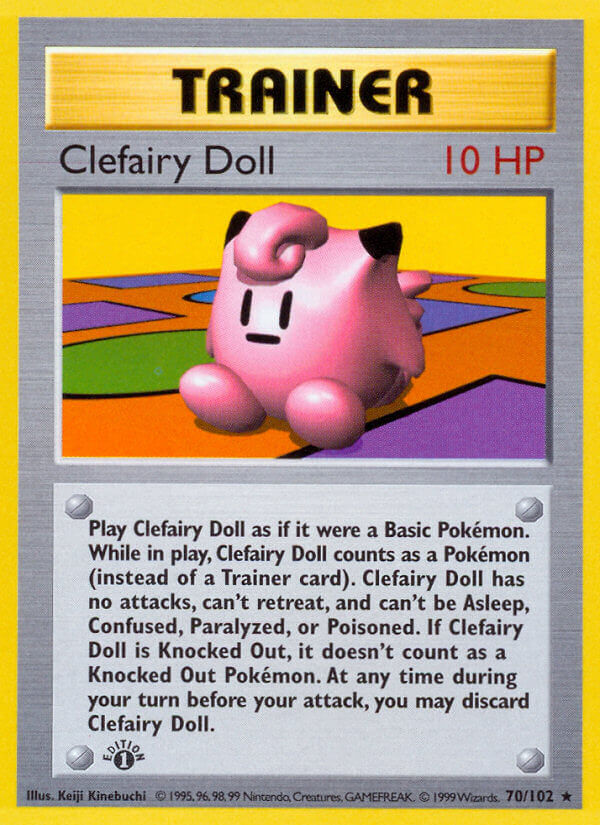 TRAINER
Clefairy Doll 10 HP
Play Clefairy Doll as if it were a Basic Pokémon.
While in play, Clefairy Doll counts as a Pokémon
(instead of a Trainer card). Clefairy Doll has
no attacks, can't retreat, and can't be Asleep,
Confused, Paralyzed, or Poisoned. If Clefairy
Doll is Knocked Out, it doesn't count as a
Knocked Out Pokémon. At any time during
your turn before your attack, you may discard
Clefairy Doll.
EDITION
1
Illus. Keiji Kinebuchi © 1995, 96, 98, 99 Nintendo, Creatures, GAMEFREAK. © 1999 Wizards. 70/102 ★